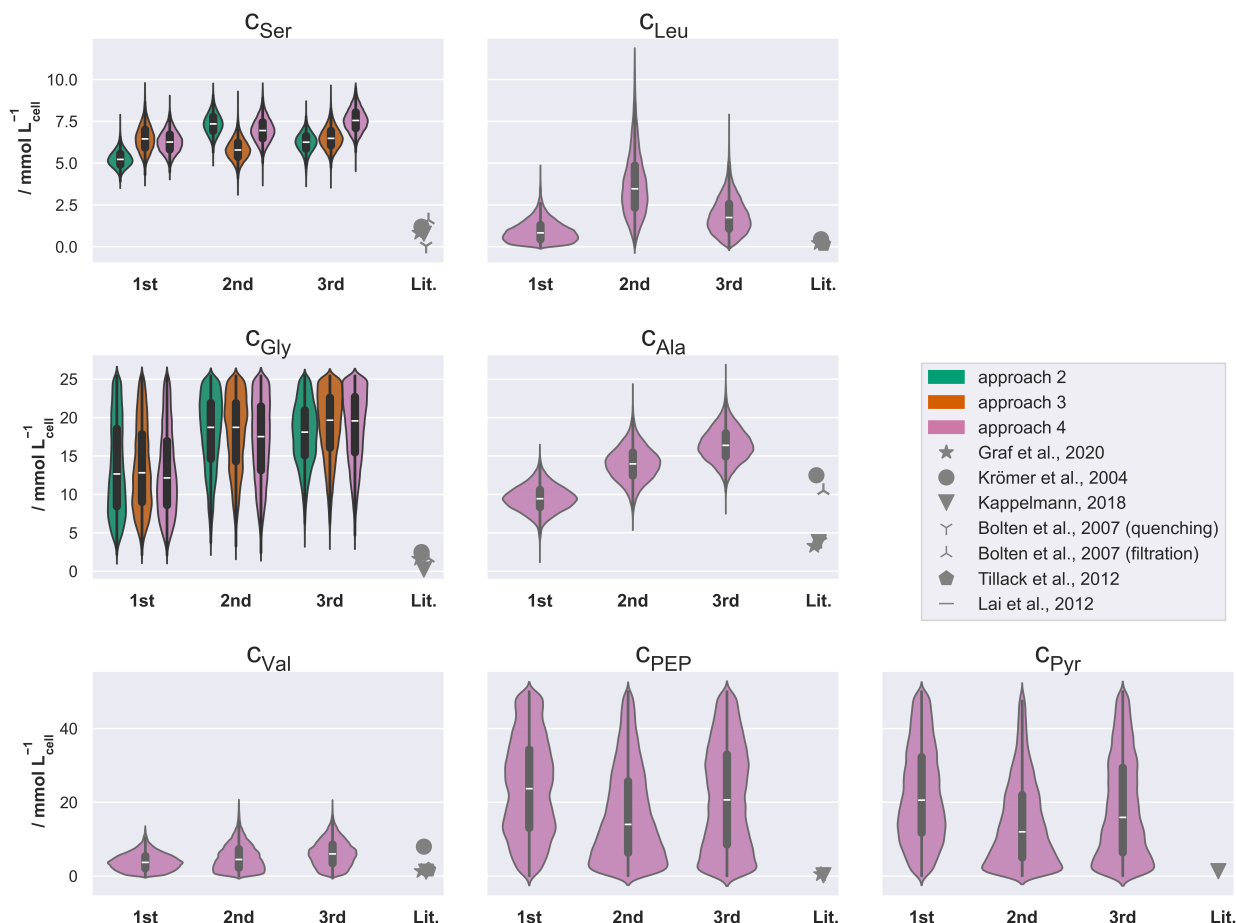 c_Ser
c_Leu
/ mmol L_cell^−1
10.0
7.5
5.0
2.5
0.0
1st 2nd 3rd Lit.
1st 2nd 3rd Lit.
c_Gly
c_Ala
/ mmol L_cell^−1
25
20
15
10
5
0
1st 2nd 3rd Lit.
1st 2nd 3rd Lit.
approach 2
approach 3
approach 4
Graf et al., 2020
Krömer et al., 2004
Kappelmann, 2018
Bolten et al., 2007 (quenching)
Bolten et al., 2007 (filtration)
Tillack et al., 2012
Lai et al., 2012
c_Val
c_PEP
c_Pyr
/ mmol L_cell^−1
40
20
0
1st 2nd 3rd Lit.
1st 2nd 3rd Lit.
1st 2nd 3rd Lit.